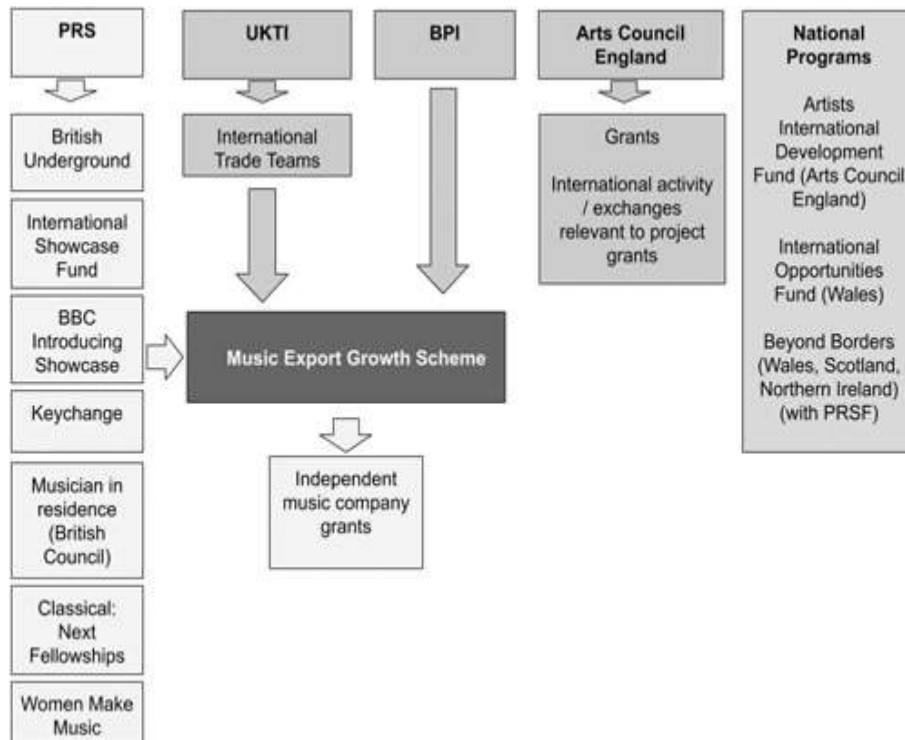 PRS
British
Underground
International
Showcase
Fund
BBC
Introducing
Showcase
Keychange
Musician in
residence
(British
Council)
Classical:
Next
Fellowships
Women Make
Music
UKTI
International
Trade Teams
BPI
Music Export Growth Scheme
Independent
music company
grants
Arts Council
England
Grants
International activity
/ exchanges
relevant to project
grants
National
Programs
Artists
International
Development
Fund (Arts Council
England)
International
Opportunities
Fund (Wales)
Beyond Borders
(Wales, Scotland,
Northern Ireland)
(with PRSF)